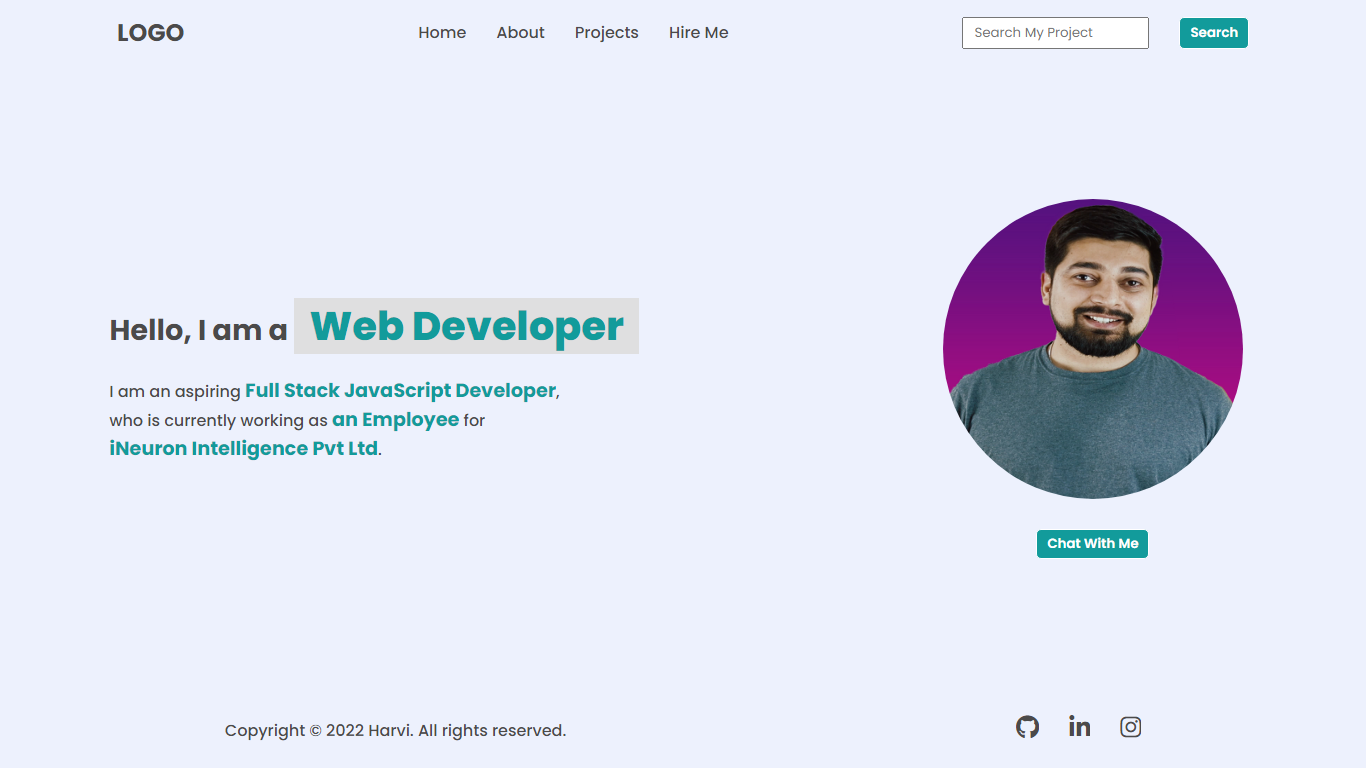 LOGO
Home About Projects Hire Me
Search My Project
Search
Hello, I am a Web Developer
I am an aspiring Full Stack JavaScript Developer,
who is currently working as an Employee for
iNeuron Intelligence Pvt Ltd.
Chat With Me
Copyright © 2022 Harvi. All rights reserved.